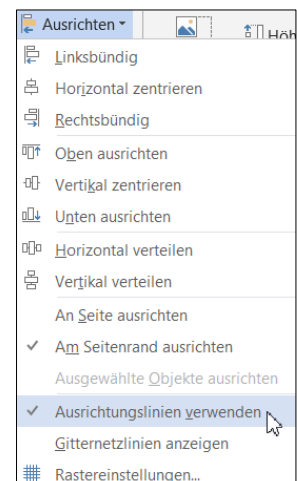 Ausrichten
Höh
Linksbündig
Horizontal zentrieren
Rechtsbündig
Oben ausrichten
Vertikal zentrieren
Unten ausrichten
Horizontal verteilen
Vertikal verteilen
An Seite ausrichten
Am Seitenrand ausrichten
Ausgewählte Objekte ausrichten
Ausrichtungslinien verwenden
Gitternetzlinien anzeigen
Rastereinstellungen...